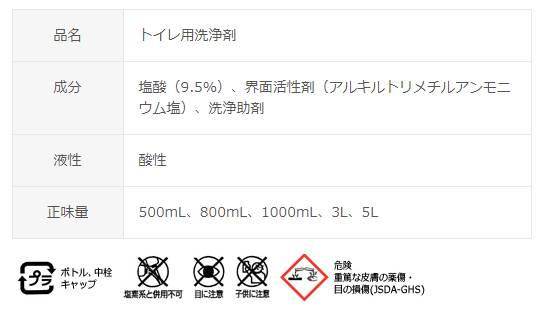 品名 トイレ用洗浄剤
成分 塩酸（9.5%）、界面活性剤（アルキルトリメチルアンモニ
ウム塩）、洗浄助剤
液性 酸性
正味量 500mL、800mL、1000mL、3L、5L
プラ
ボトル、中栓
キャップ
塩素系と併用不可
目に注意
子供に注意
危険
重篤な皮膚の薬傷・
目の損傷(JSDA-GHS)